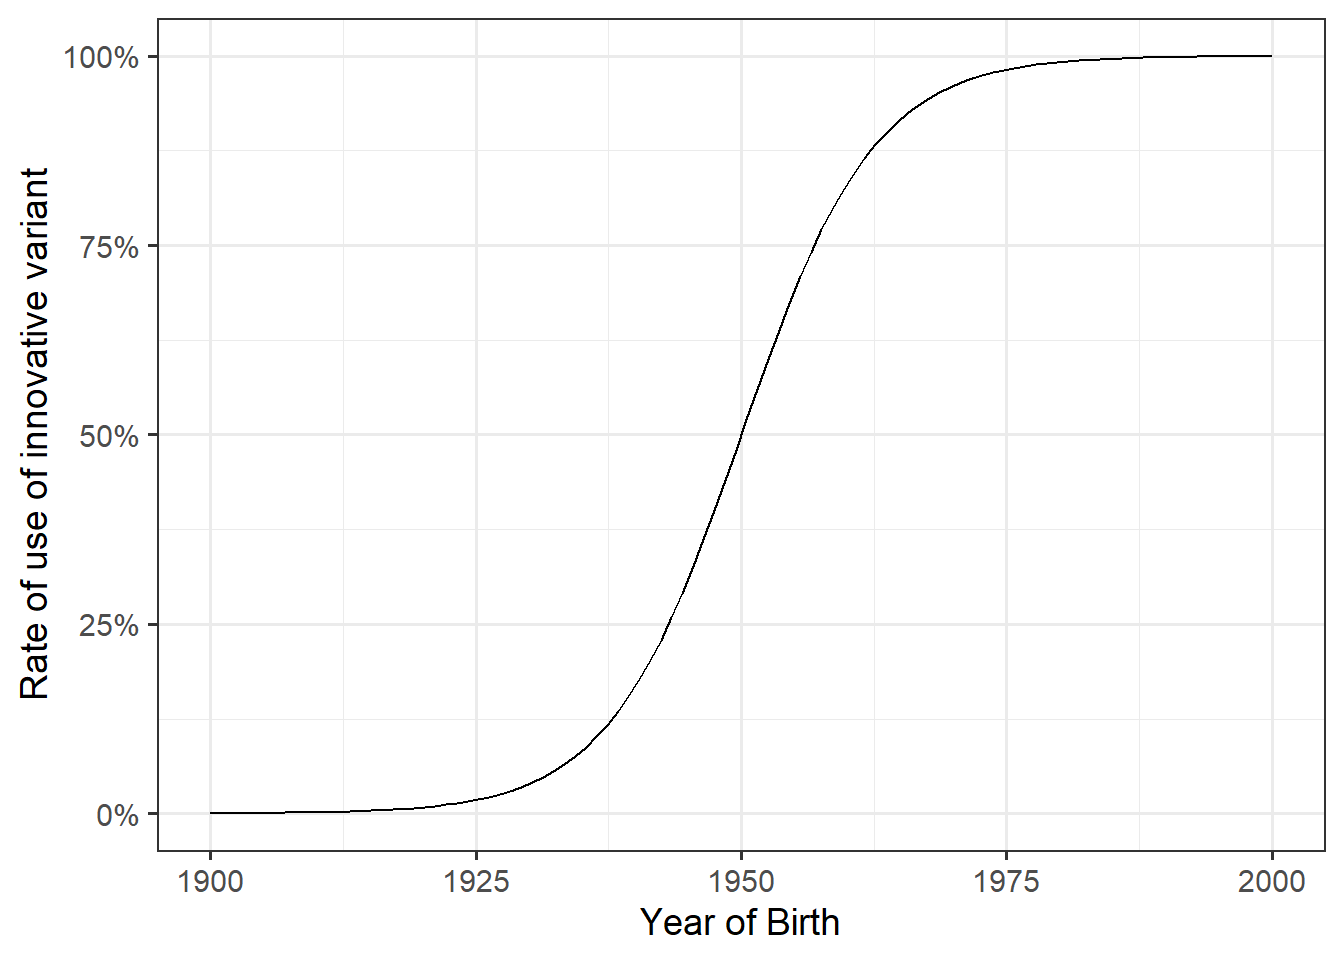 Rate of use of innovative variant
100%
75%
50%
25%
0%
1900 1925 1950 1975 2000
Year of Birth